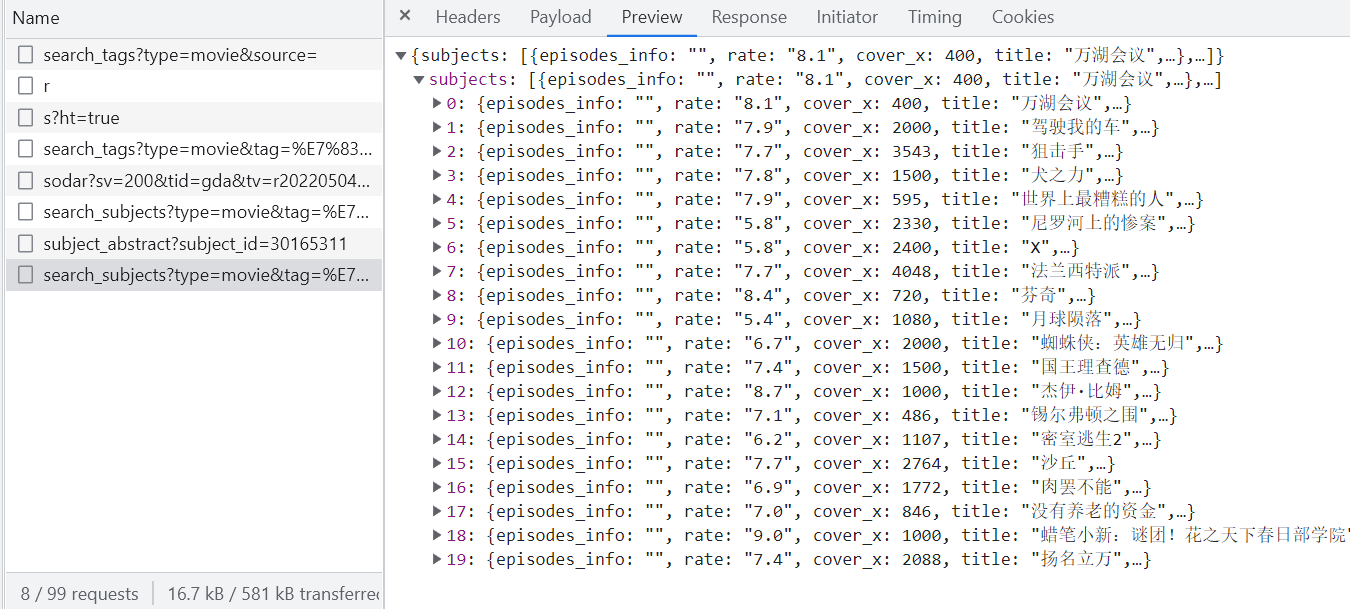 Name
search_tags?type=movie&source=
r
s?ht=true
search_tags?type=movie&tag=%E7%83...
sodar?sv=200&tid=gda&tv=r20220504...
search_subjects?type=movie&tag=%E7...
subject_abstract?subject_id=30165311
search_subjects?type=movie&tag=%E7...
8 / 99 requests
16.7 kB / 581 kB transferred
× Headers Payload Preview Response Initiator Timing Cookies
▼{subjects: [{episodes_info: "", rate: "8.1", cover_x: 400, title: "万湖会议",…},…]}
▼subjects: [{episodes_info: "", rate: "8.1", cover_x: 400, title: "万湖会议",…},…]
▶0: {episodes_info: "", rate: "8.1", cover_x: 400, title: "万湖会议",…}
▶1: {episodes_info: "", rate: "7.9", cover_x: 2000, title: "驾驶我的车",…}
▶2: {episodes_info: "", rate: "7.7", cover_x: 3543, title: "狙击手",…}
▶3: {episodes_info: "", rate: "7.8", cover_x: 1500, title: "犬之力",…}
▶4: {episodes_info: "", rate: "7.9", cover_x: 595, title: "世界上最糟糕的人",…}
▶5: {episodes_info: "", rate: "5.8", cover_x: 2330, title: "尼罗河上的惨案",…}
▶6: {episodes_info: "", rate: "5.8", cover_x: 2400, title: "X",…}
▶7: {episodes_info: "", rate: "7.7", cover_x: 4048, title: "法兰西特派",…}
▶8: {episodes_info: "", rate: "8.4", cover_x: 720, title: "芬奇",…}
▶9: {episodes_info: "", rate: "5.4", cover_x: 1080, title: "月球陨落",…}
▶10: {episodes_info: "", rate: "6.7", cover_x: 2000, title: "蜘蛛侠：英雄无归",…}
▶11: {episodes_info: "", rate: "7.4", cover_x: 1500, title: "国王理查德",…}
▶12: {episodes_info: "", rate: "8.7", cover_x: 1000, title: "杰伊·比姆",…}
▶13: {episodes_info: "", rate: "7.1", cover_x: 486, title: "锡尔弗顿之围",…}
▶14: {episodes_info: "", rate: "6.2", cover_x: 1107, title: "密室逃生2",…}
▶15: {episodes_info: "", rate: "7.7", cover_x: 2764, title: "沙丘",…}
▶16: {episodes_info: "", rate: "6.9", cover_x: 1772, title: "肉罢不能",…}
▶17: {episodes_info: "", rate: "7.0", cover_x: 846, title: "没有养老的资金",…}
▶18: {episodes_info: "", rate: "9.0", cover_x: 1000, title: "蜡笔小新：谜团！花之天下春日部学院"
▶19: {episodes_info: "", rate: "7.4", cover_x: 2088, title: "扬名立万",…}